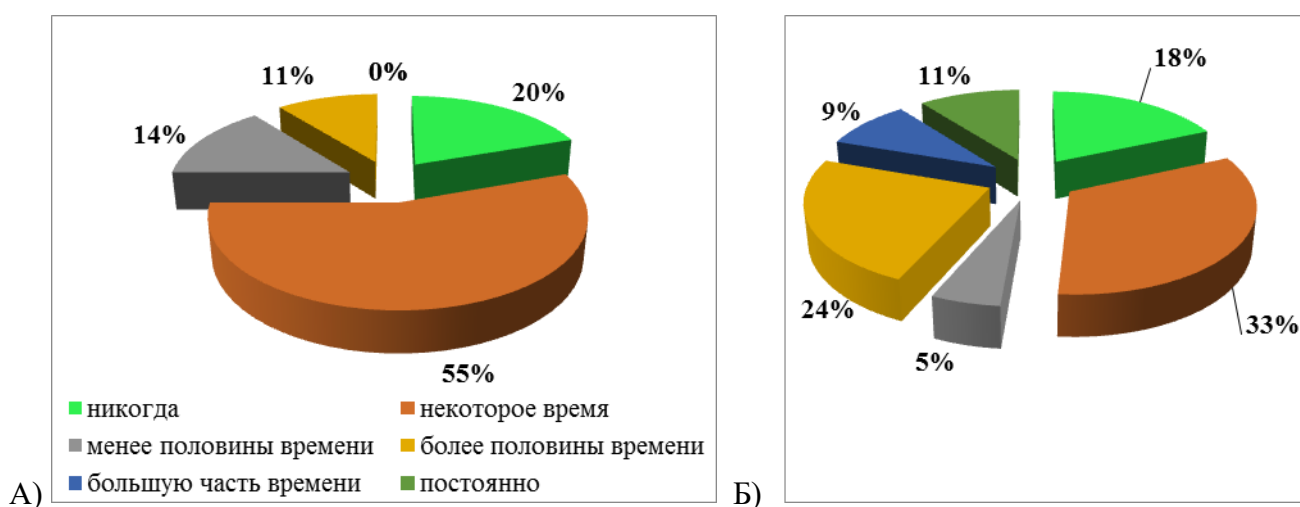 0%
11%
20%
14%
55%
никогда
некоторое время
менее половины времени
более половины времени
большую часть времени
постоянно
А)
18%
11%
9%
24%
33%
5%
Б)